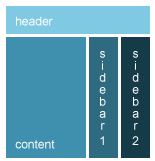 header
content
sidebar 1
sidebar 2